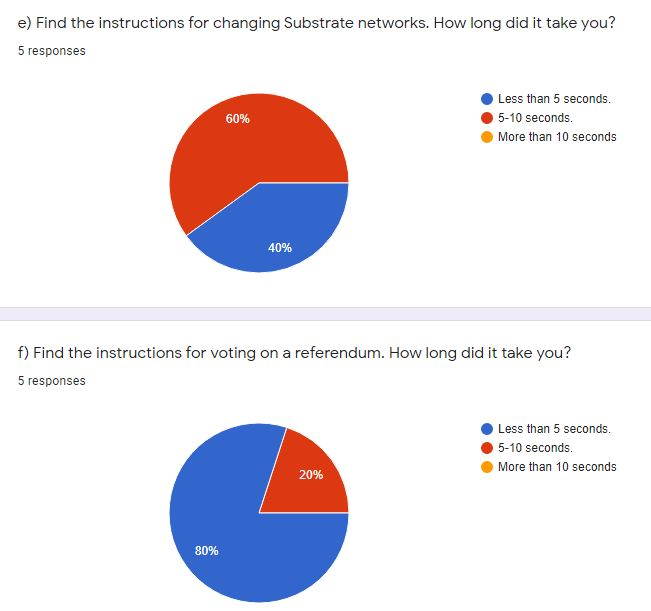 e) Find the instructions for changing Substrate networks. How long did it take you?
5 responses
Less than 5 seconds.
5-10 seconds.
More than 10 seconds
60%
40%
f) Find the instructions for voting on a referendum. How long did it take you?
5 responses
Less than 5 seconds.
5-10 seconds.
More than 10 seconds
20%
80%